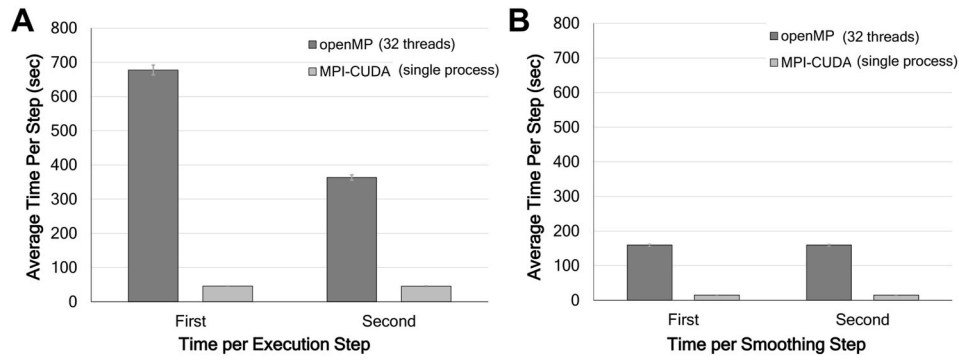 A
Average Time Per Step (sec)
800
700
600
500
400
300
200
100
0
openMP (32 threads)
MPI-CUDA (single process)
First
Second
Time per Execution Step
B
Average Time Per Step (sec)
800
700
600
500
400
300
200
100
0
openMP (32 threads)
MPI-CUDA (single process)
First
Second
Time per Smoothing Step